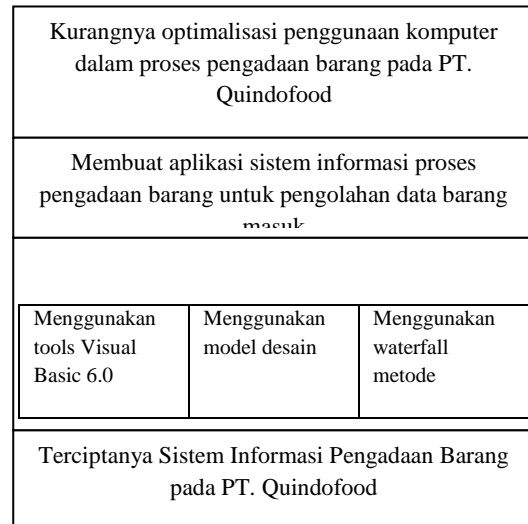 Kurangnya optimalisasi penggunaan komputer
dalam proses pengadaan barang pada PT.
Quindofood
Membuat aplikasi sistem informasi proses
pengadaan barang untuk pengolahan data barang
masuk
Menggunakan
tools Visual
Basic 6.0
Menggunakan
model desain
Menggunakan
waterfall
metode
Terciptanya Sistem Informasi Pengadaan Barang
pada PT. Quindofood